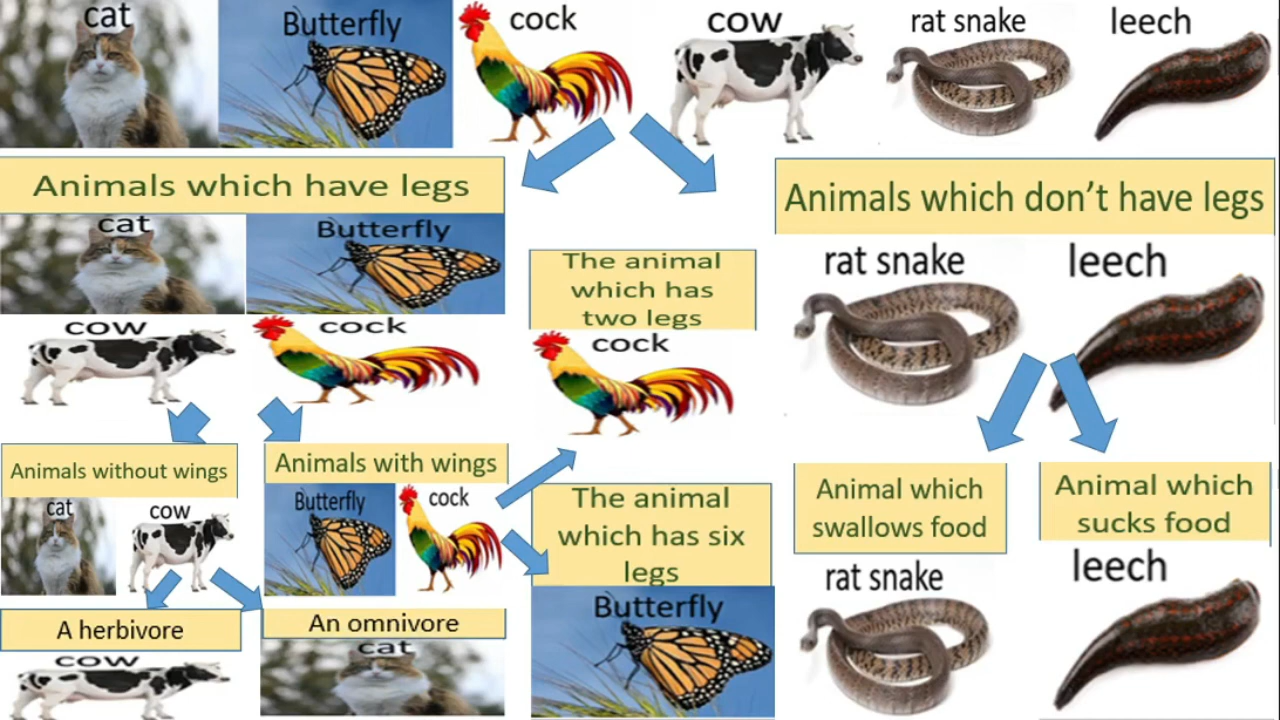 cat
Butterfly
cock
cow
rat snake
leech
Animals which have legs
Animals which don't have legs
cat
Butterfly
The animal
which has
two legs
rat snake
leech
cow
cock
cock
Animals without wings
Animals with wings
cat
cow
Butterfly
cock
The animal
which has six
legs
Animal which
swallows food
Animal which
sucks food
rat snake
leech
A herbivore
An omnivore
Butterfly
cow
cat